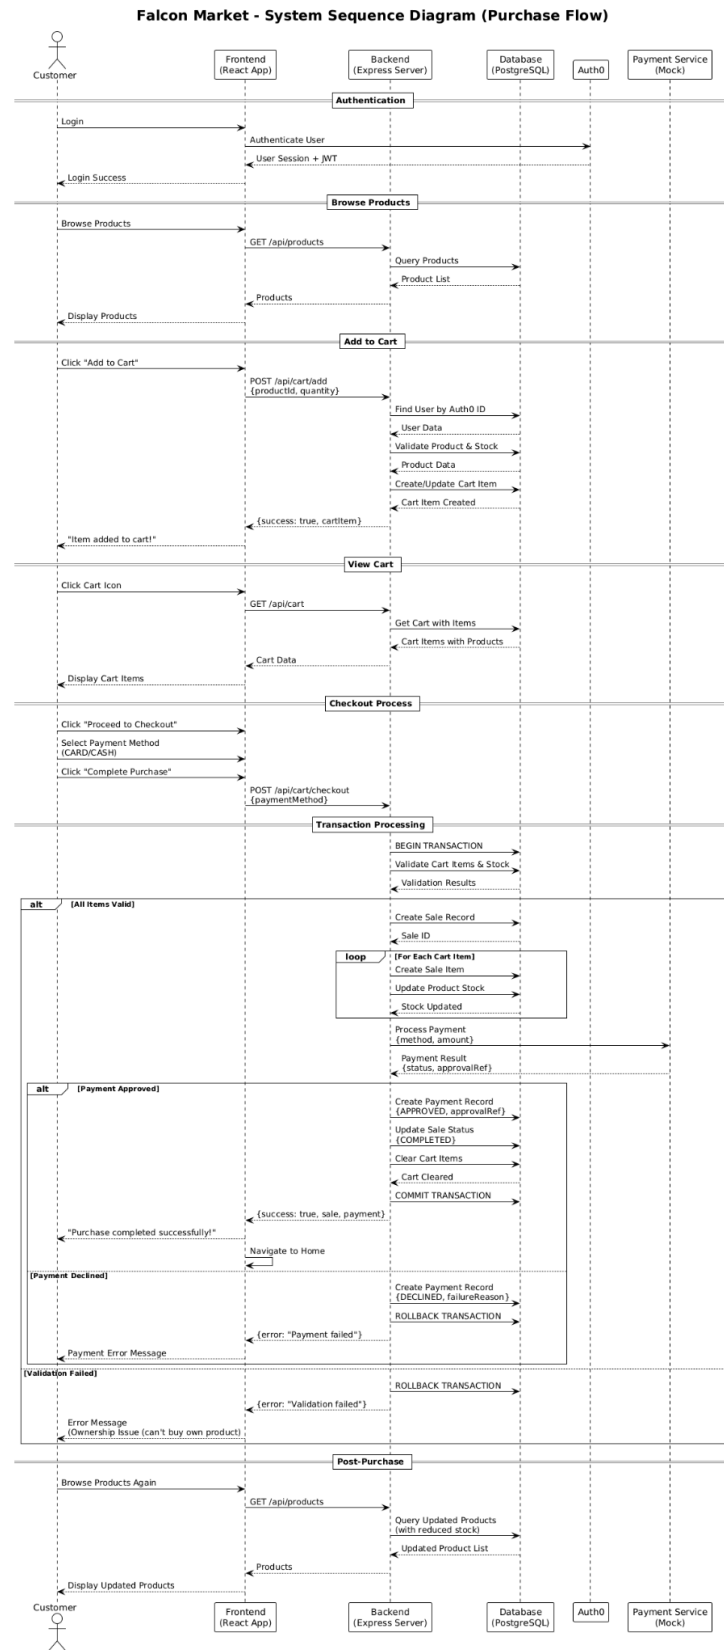 Falcon Market - System Sequence Diagram (Purchase Flow)
Customer
Frontend
(React App)
Backend
(Express Server)
Database
(PostgreSQL)
Auth0
Payment Service
(Mock)
Authentication
Login
Authenticate User
User Session + JWT
Login Success
Browse Products
Browse Products
GET /api/products
Query Products
Product List
Products
Display Products
Add to Cart
Click "Add to Cart"
POST /api/cart/add
{productId, quantity}
Find User by Auth0 ID
User Data
Validate Product & Stock
Product Data
Create/Update Cart Item
Cart Item Created
{success: true, cartItem}
"Item added to cart!"
View Cart
Click Cart Icon
GET /api/cart
Get Cart with Items
Cart Items with Products
Cart Data
Display Cart Items
Checkout Process
Click "Proceed to Checkout"
Select Payment Method
(CARD/CASH)
Click "Complete Purchase"
POST /api/cart/checkout
{paymentMethod}
Transaction Processing
BEGIN TRANSACTION
Validate Cart Items & Stock
Validation Results
alt [All Items Valid]
Create Sale Record
Sale ID
loop [For Each Cart Item]
Create Sale Item
Update Product Stock
Stock Updated
Process Payment
{method, amount}
Payment Result
{status, approvalRef}
alt [Payment Approved]
Create Payment Record
{APPROVED, approvalRef}
Update Sale Status
{COMPLETED}
Clear Cart Items
Cart Cleared
COMMIT TRANSACTION
{success: true, sale, payment}
"Purchase completed successfully!"
Navigate to Home
[Payment Declined]
Create Payment Record
{DECLINED, failureReason}
ROLLBACK TRANSACTION
{error: "Payment failed"}
Payment Error Message
[Validation Failed]
ROLLBACK TRANSACTION
{error: "Validation failed"}
Error Message
(Ownership Issue (can't buy own product)
Post-Purchase
Browse Products Again
GET /api/products
Query Updated Products
(with reduced stock)
Updated Product List
Products
Display Updated Products
Customer
Frontend
(React App)
Backend
(Express Server)
Database
(PostgreSQL)
Auth0
Payment Service
(Mock)